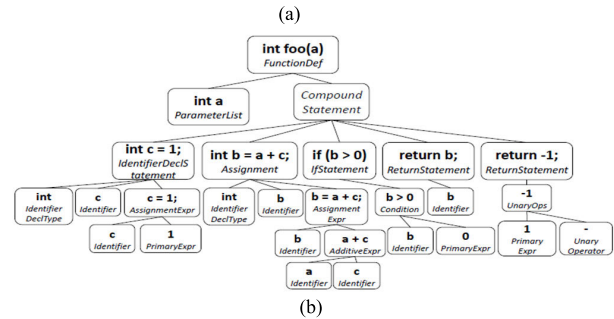 (a)
int foo(a)
FunctionDef
int a
ParameterList
Compound
Statement
int c = 1;
IdentifierDeclS
tatement
int b = a + c;
Assignment
if (b > 0)
IfStatement
return b;
ReturnStatement
return -1;
ReturnStatement
int
Identifier
DeclType
c
Identifier
c = 1;
AssignmentExpr
int
Identifier
DeclType
b
Identifier
b = a + c;
Assignment
Expr
b > 0
Condition
b
Identifier
-1
UnaryOps
c
Identifier
1
PrimaryExpr
b
Identifier
a + c
AdditiveExpr
b
Identifier
0
PrimaryExpr
1
Primary
Expr
-
Unary
Operator
a
Identifier
c
Identifier
(b)